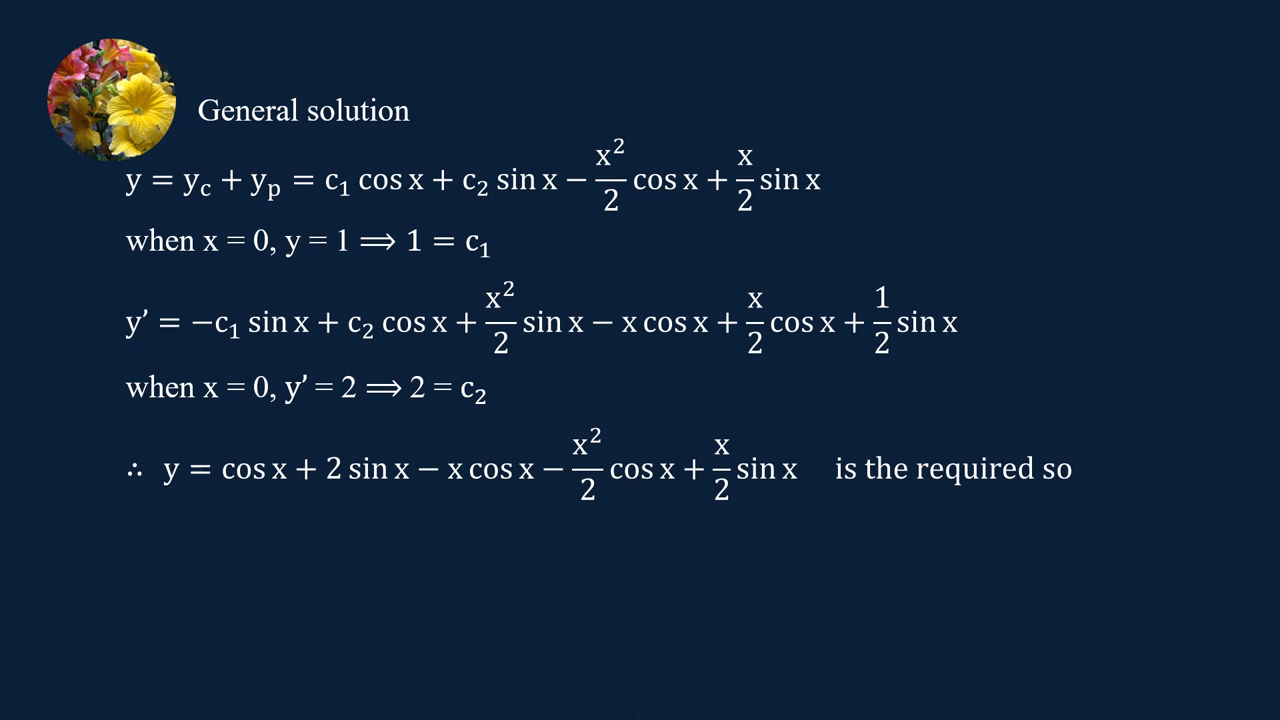 General solution
y = y_c + y_p = c₁ cos x + c₂ sin x − x²/2 cos x + x/2 sin x
when x = 0, y = 1 ⟹ 1 = c₁
y’ = −c₁ sin x + c₂ cos x + x²/2 sin x − x cos x + x/2 cos x + 1/2 sin x
when x = 0, y’ = 2 ⟹ 2 = c₂
∴ y = cos x + 2 sin x − x cos x − x²/2 cos x + x/2 sin x is the required so